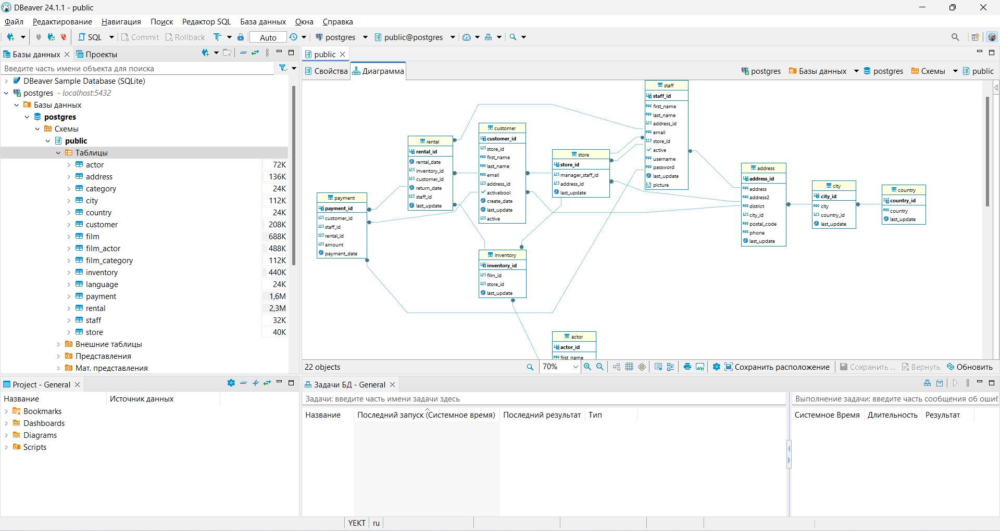 DBeaver 24.1.1 - public
Файл Редактирование Навигация Поиск Редактор SQL База данных Окна Справка
SQL Commit Rollback Auto postgres public@postgres
Базы данных Проекты
Введите часть имени объекта для поиска
DBeaver Sample Database (SQLite)
postgres - localhost:5432
Базы данных
postgres
Схемы
public
Таблицы
actor 72K
address 136K
category 24K
city 112K
country 24K
customer 208K
film 688K
film_actor 488K
film_category 112K
inventory 440K
language 24K
payment 1,6M
rental 2,3M
staff 32K
store 40K
Внешние таблицы
Представления
Мат. представления
public
Свойства Диаграмма
postgres Базы данных postgres Схемы public
payment
payment_id
customer_id
staff_id
rental_id
amount
payment_date
rental
rental_id
rental_date
inventory_id
customer_id
return_date
staff_id
last_update
customer
customer_id
store_id
first_name
last_name
email
address_id
activebool
create_date
last_update
active
inventory
inventory_id
film_id
store_id
last_update
store
store_id
manager_staff_id
address_id
last_update
actor
actor_id
first_name
staff
staff_id
first_name
last_name
address_id
email
store_id
active
username
password
last_update
picture
address
address_id
address
address2
district
city_id
postal_code
phone
last_update
city
city_id
city
country_id
last_update
country
country_id
country
last_update
22 objects 70% Сохранить расположение Сохранить ... Вернуть Обновить
Project - General
Название Источник данных
Bookmarks
Dashboards
Diagrams
Scripts
Задачи БД - General
Задачи: введите часть имени задачи здесь
Название Последний запуск (Системное время) Последний результат Тип
Выполнение задачи: введите часть сообщения об ошиб
Системное Время Длительность Результат
YEKT ru